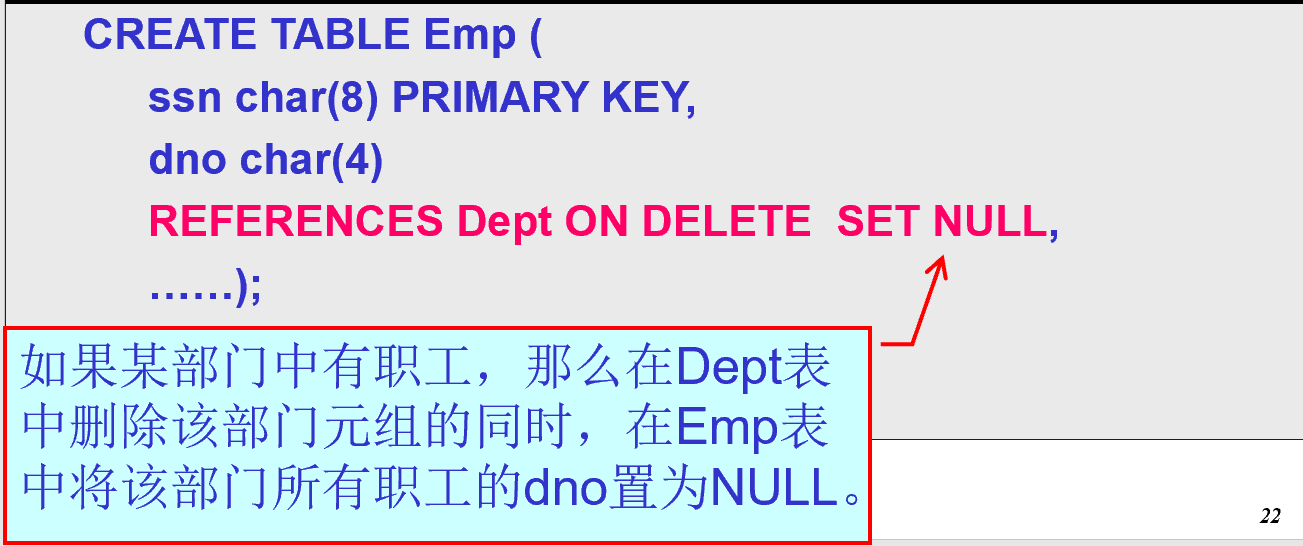 CREATE TABLE Emp (
ssn char(8) PRIMARY KEY,
dno char(4)
REFERENCES Dept ON DELETE  SET NULL,
……);
如果某部门中有职工，那么在Dept表
中删除该部门元组的同时，在Emp表
中将该部门所有职工的dno置为NULL。
22